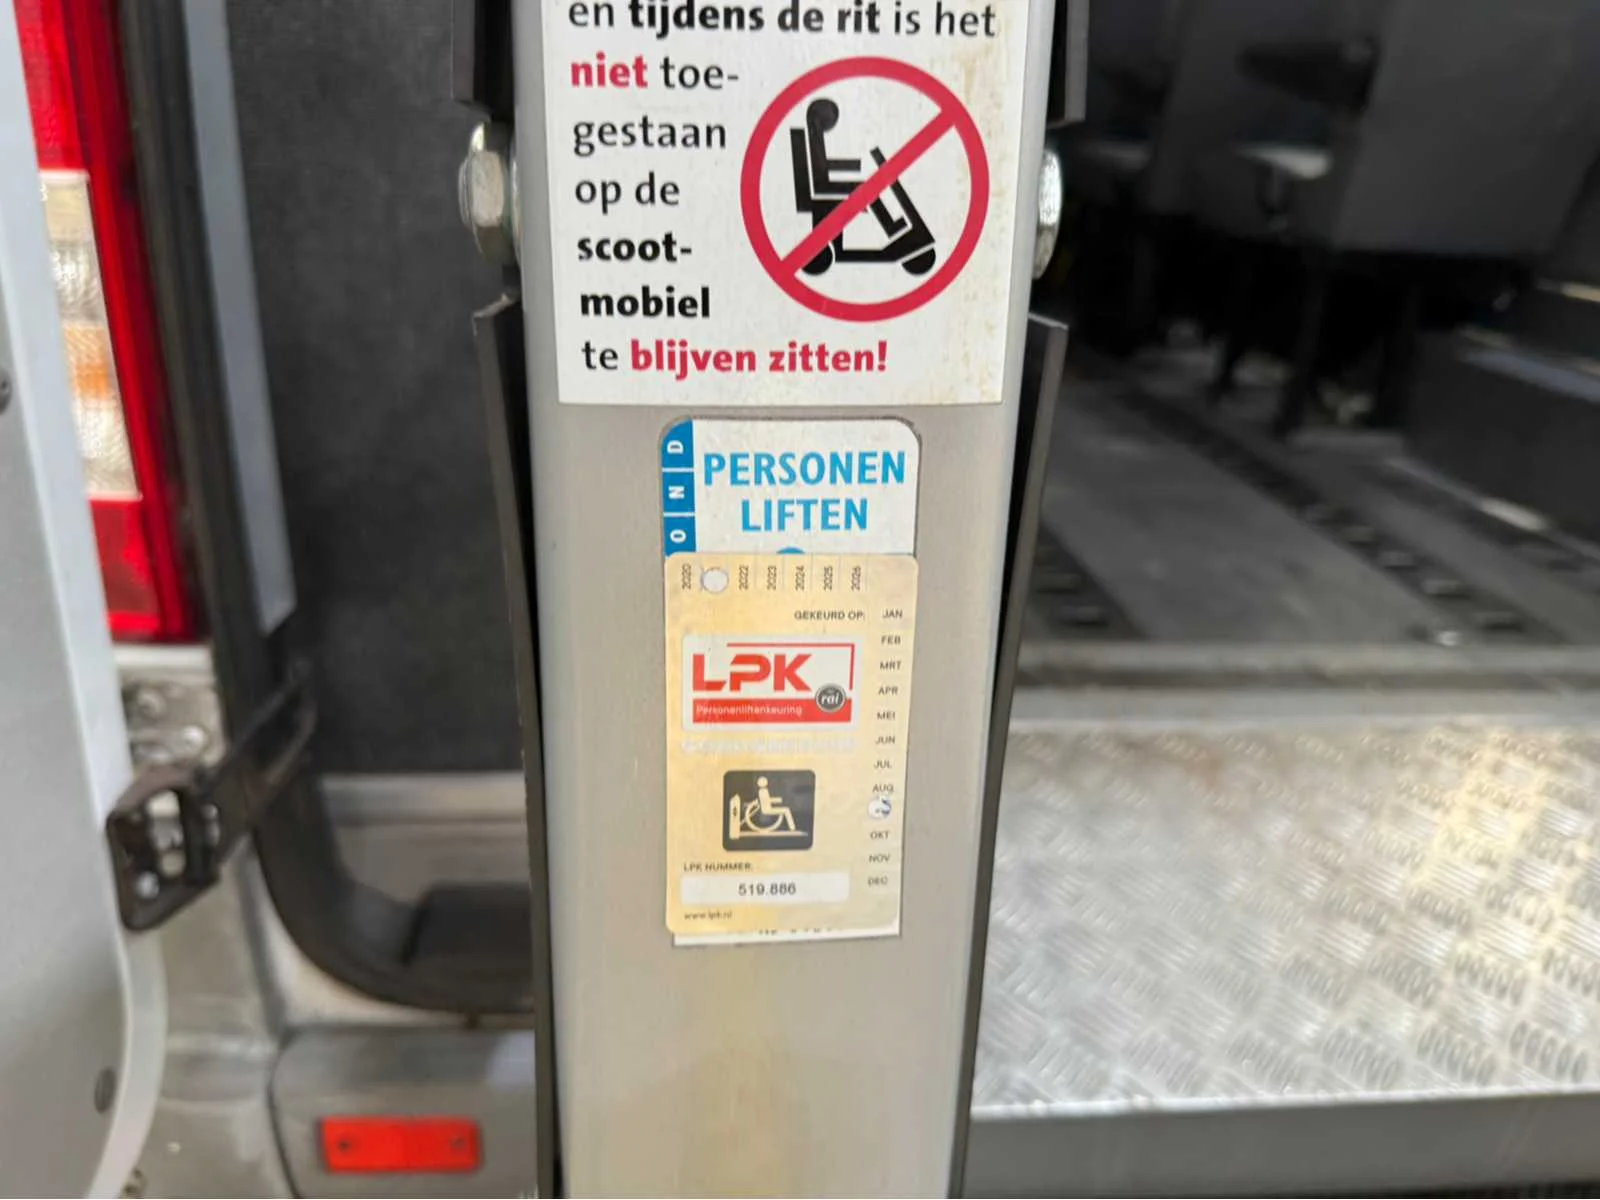 en tijdens de rit is het
niet toe-
gestaan
op de
scoot-
mobiel
te blijven zitten!
OND
PERSONEN
LIFTEN
2020 2022 2023 2024 2025 2026
GEKEURD OP:
JAN
FEB
MRT
APR
MEI
JUN
JUL
AUG
OKT
NOV
DEC
LPK
rai
Personenliftenkeuring
LPK NUMMER:
519.886
www.lpk.nl